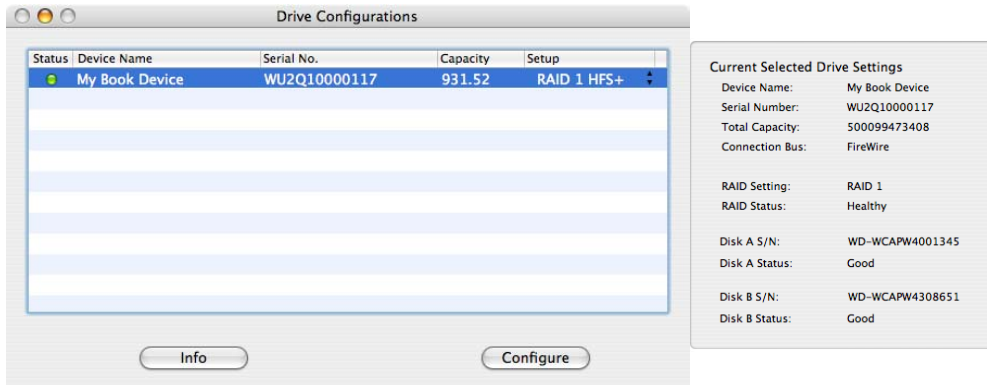 Drive Configurations
Status Device Name Serial No. Capacity Setup
My Book Device WU2Q10000117 931.52 RAID 1 HFS+
Info Configure
Current Selected Drive Settings
Device Name: My Book Device
Serial Number: WU2Q10000117
Total Capacity: 500099473408
Connection Bus: FireWire
RAID Setting: RAID 1
RAID Status: Healthy
Disk A S/N: WD-WCAPW4001345
Disk A Status: Good
Disk B S/N: WD-WCAPW4308651
Disk B Status: Good